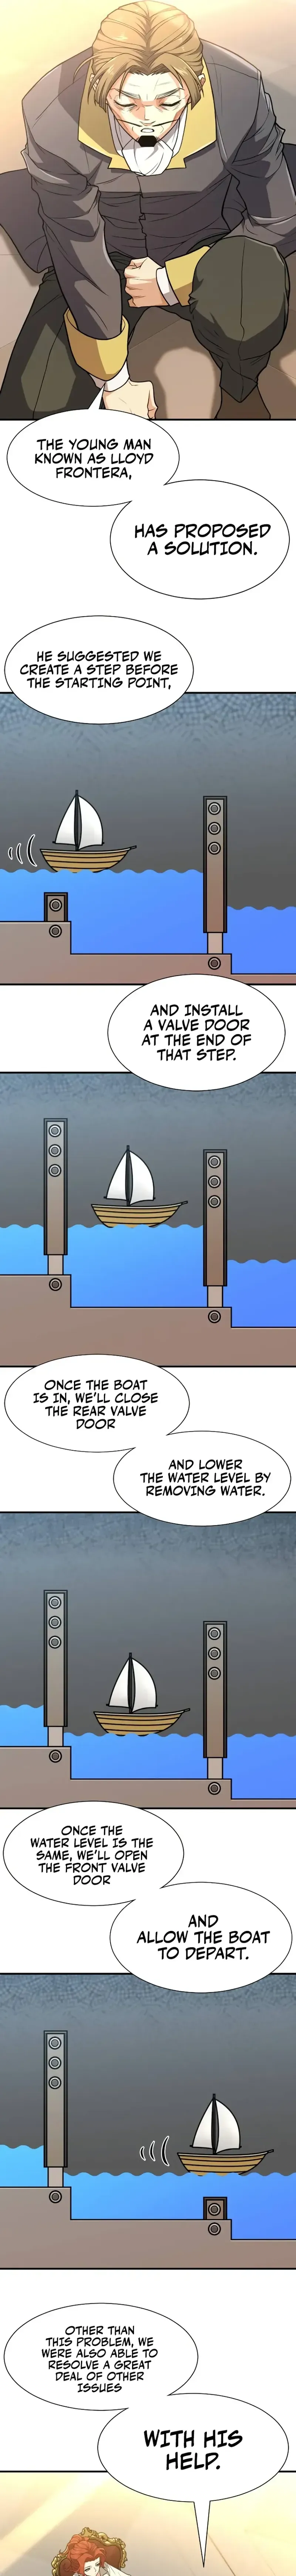 THE YOUNG MAN
KNOWN AS LLOYD
FRONTERA,
HAS PROPOSED
A SOLUTION.
HE SUGGESTED WE
CREATE A STEP BEFORE
THE STARTING POINT,
AND INSTALL
A VALVE DOOR
AT THE END OF
THAT STEP.
ONCE THE BOAT
IS IN, WE'LL CLOSE
THE REAR VALVE
DOOR
AND LOWER
THE WATER LEVEL BY
REMOVING WATER.
ONCE THE
WATER LEVEL IS THE
SAME, WE'LL OPEN
THE FRONT VALVE
DOOR
AND
ALLOW THE BOAT
TO DEPART.
OTHER THAN
THIS PROBLEM, WE
WERE ALSO ABLE TO
RESOLVE A GREAT
DEAL OF OTHER
ISSUES
WITH HIS
HELP.